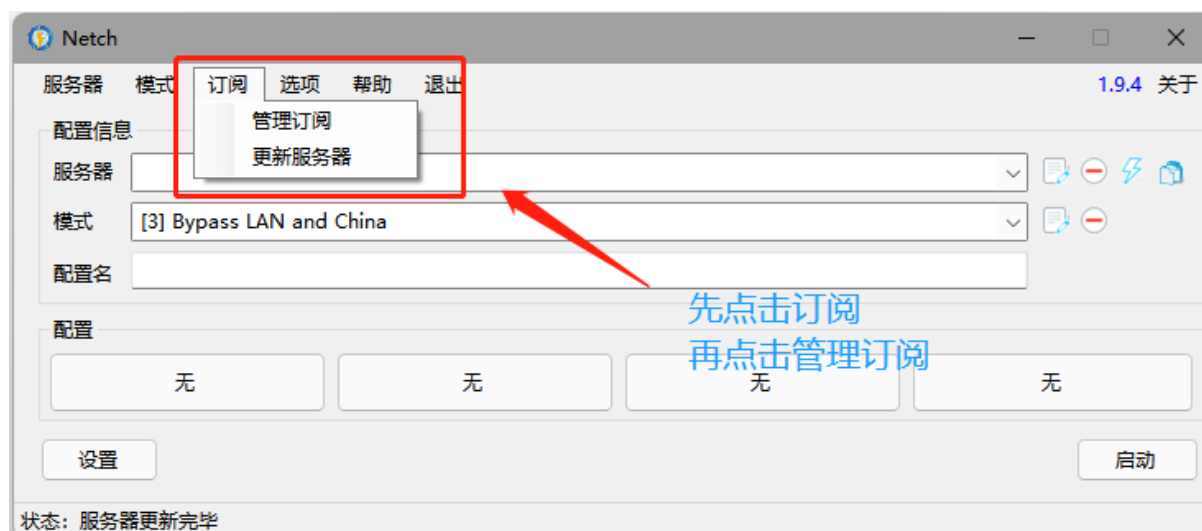 Netch
服务器 模式 订阅 选项 帮助 退出 1.9.4 关于
管理订阅
配置信息
更新服务器
服务器
模式 [3] Bypass LAN and China
配置名
先点击订阅
配置
再点击管理订阅
无 无 无 无
设置 启动
状态：服务器更新完毕